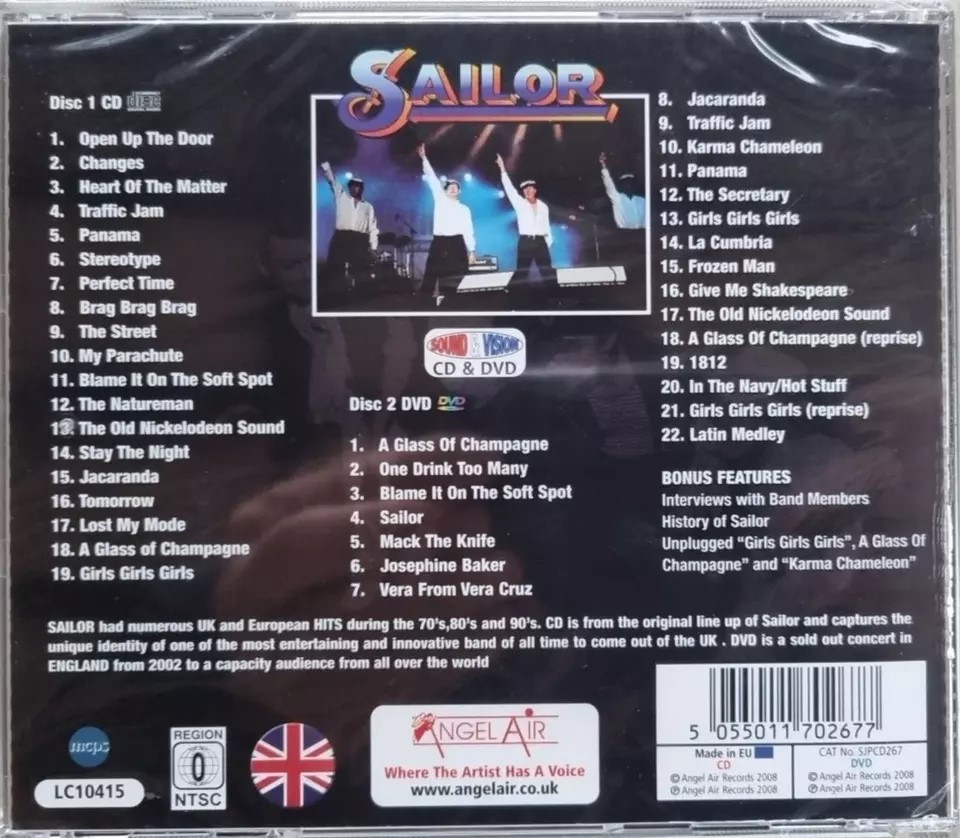 SAILOR
Disc 1 CD disc
1. Open Up The Door
2. Changes
3. Heart Of The Matter
4. Traffic Jam
5. Panama
6. Stereotype
7. Perfect Time
8. Brag Brag Brag
9. The Street
10. My Parachute
11. Blame It On The Soft Spot
12. The Natureman
13. The Old Nickelodeon Sound
14. Stay The Night
15. Jacaranda
16. Tomorrow
17. Lost My Mode
18. A Glass of Champagne
19. Girls Girls Girls
SOUND & VISION
CD & DVD
Disc 2 DVD DVD
1. A Glass Of Champagne
2. One Drink Too Many
3. Blame It On The Soft Spot
4. Sailor
5. Mack The Knife
6. Josephine Baker
7. Vera From Vera Cruz
8. Jacaranda
9. Traffic Jam
10. Karma Chameleon
11. Panama
12. The Secretary
13. Girls Girls Girls
14. La Cumbria
15. Frozen Man
16. Give Me Shakespeare
17. The Old Nickelodeon Sound
18. A Glass Of Champagne (reprise)
19. 1812
20. In The Navy/Hot Stuff
21. Girls Girls Girls (reprise)
22. Latin Medley
BONUS FEATURES
Interviews with Band Members
History of Sailor
Unplugged “Girls Girls Girls”, A Glass Of
Champagne” and “Karma Chameleon”
SAILOR had numerous UK and European HITS during the 70's,80's and 90's. CD is from the original line up of Sailor and captures the
unique identity of one of the most entertaining and innovative band of all time to come out of the UK . DVD is a sold out concert in
ENGLAND from 2002 to a capacity audience from all over the world
mcps
LC10415
REGION
0
NTSC
ANGEL AIR
Where The Artist Has A Voice
www.angelair.co.uk
5 055011 702677
Made in EU
CD
©Angel Air Records 2008
℗Angel Air Records 2008
CAT No. SJPCD267
DVD
©Angel Air Records 2008
℗Angel Air Records 2008